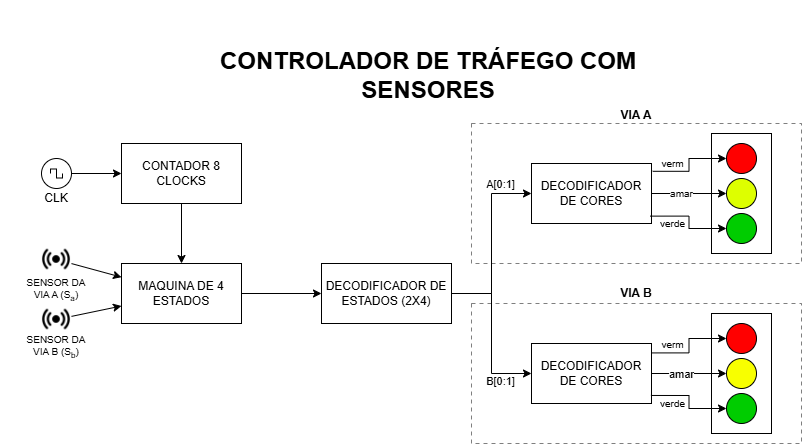 CONTROLADOR DE TRÁFEGO COM
SENSORES
VIA A
CONTADOR 8
CLOCKS
CLK
verm
A[0:1]
DECODIFICADOR
DE CORES
amar
verde
SENSOR DA
VIA A (Sa)
MAQUINA DE 4
ESTADOS
DECODIFICADOR DE
ESTADOS (2X4)
SENSOR DA
VIA B (Sb)
VIA B
verm
B[0:1]
DECODIFICADOR
DE CORES
amar
verde